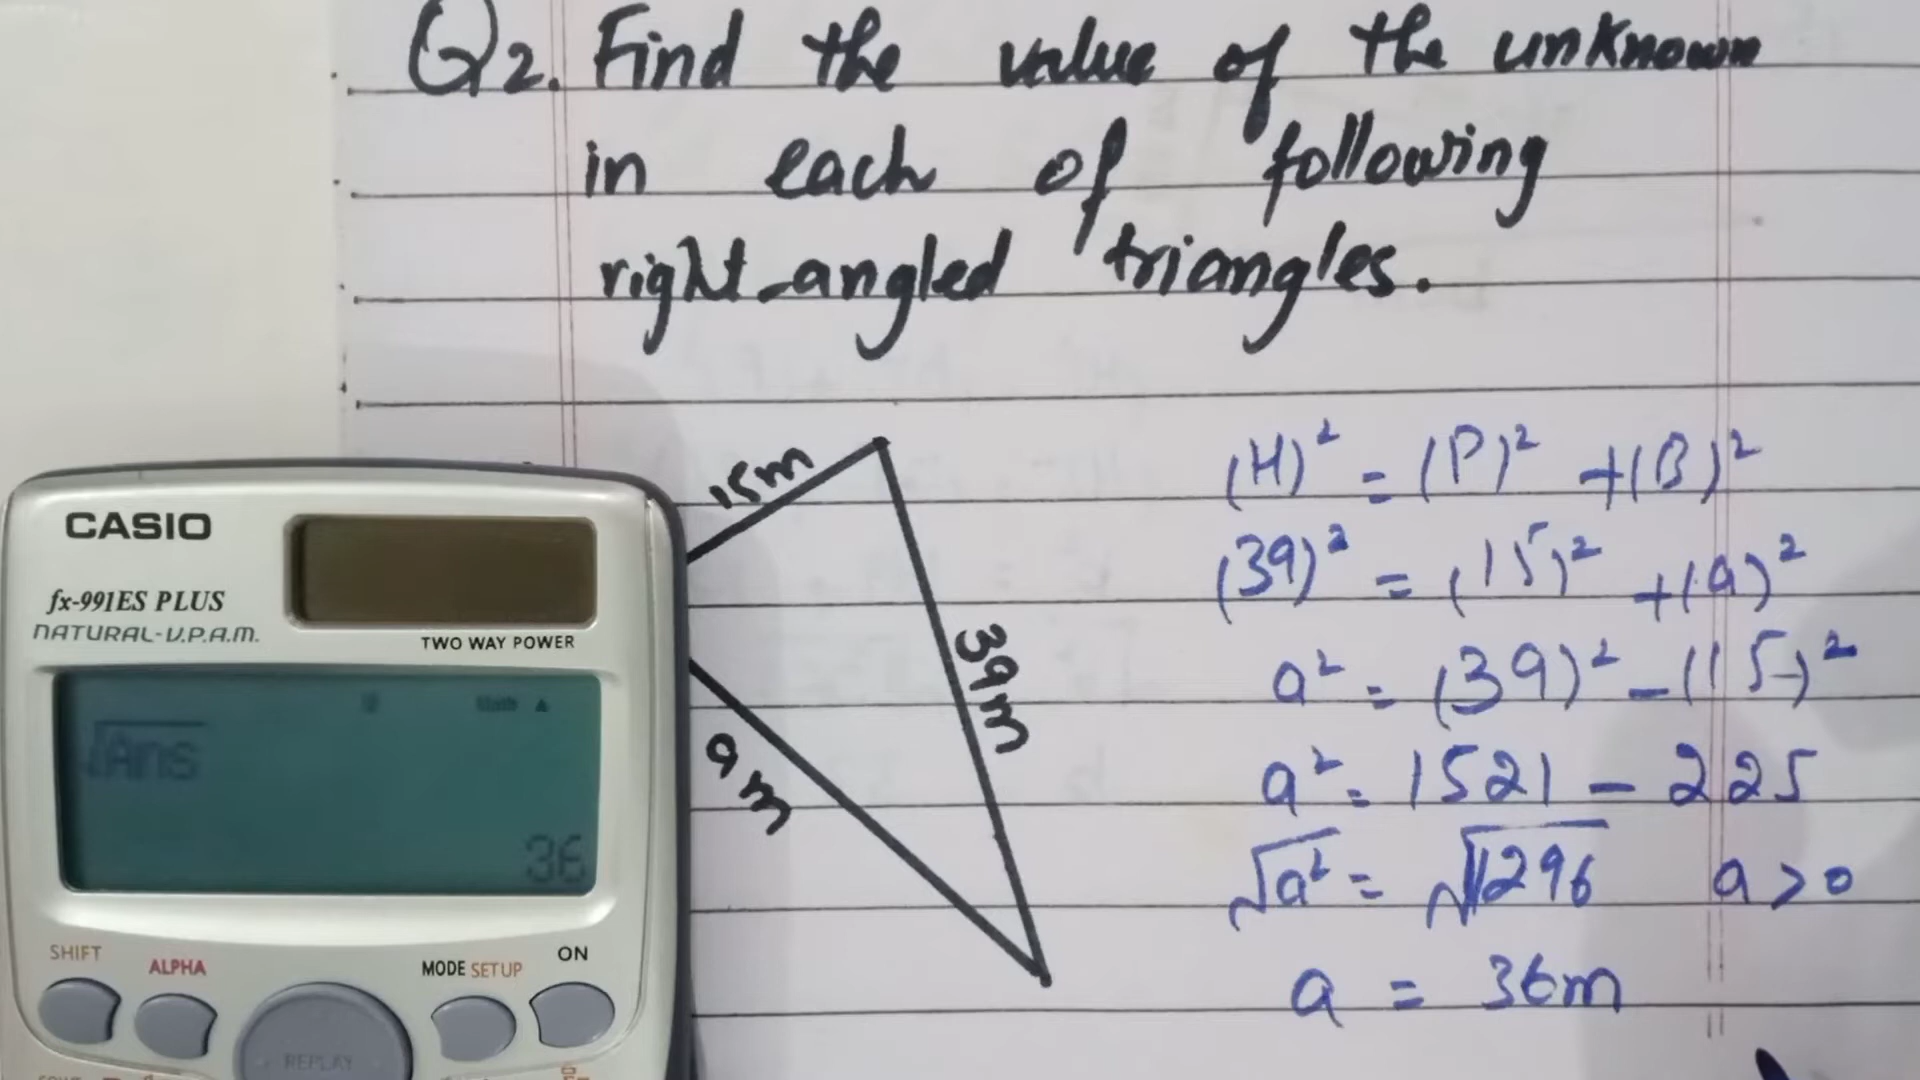 Q2. Find the value of the unknown
in each of following
right-angled triangles.
15m
39m
a m
(H)² = (P)² + (B)²
(39)² = (15)² + (a)²
a² = (39)² - (15)²
a² = 1521 - 225
√a² = √1296 a > 0
a = 36m
CASIO
fx-991ES PLUS
NATURAL-V.P.A.M.
TWO WAY POWER
Math ▲
√Ans
36
SHIFT
ALPHA
MODE SETUP
ON
REPLAY